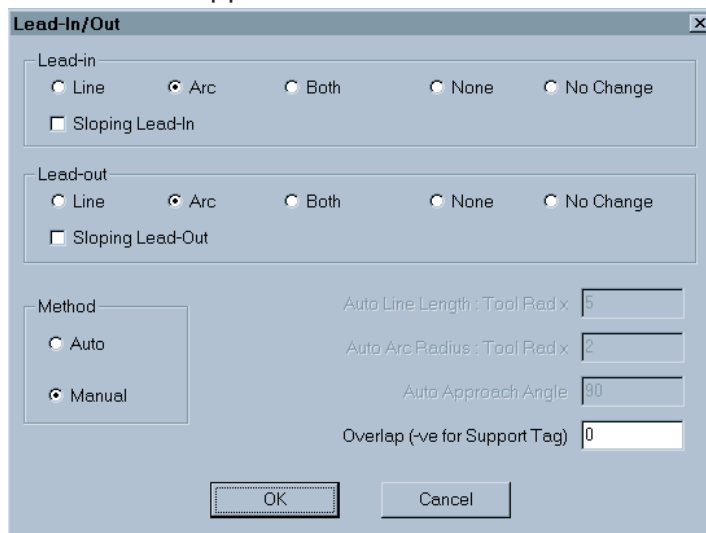 Lead-In/Out
Lead-in
Line Arc Both None No Change
Sloping Lead-In
Lead-out
Line Arc Both None No Change
Sloping Lead-Out
Method
Auto
Manual
Auto Line Length : Tool Rad x 5
Auto Arc Radius : Tool Rad x 2
Auto Approach Angle 90
Overlap (-ve for Support Tag) 0
OK Cancel